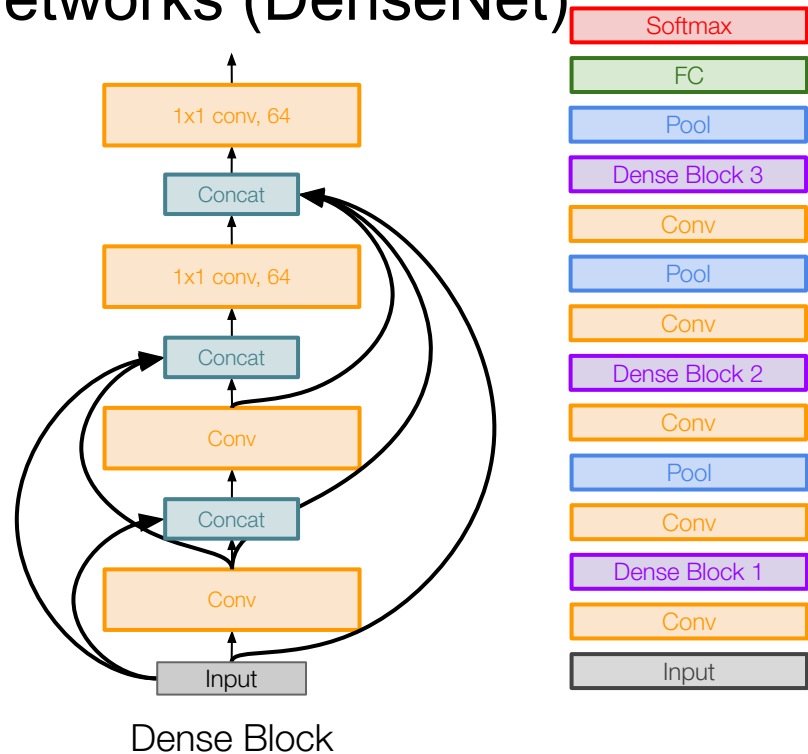 etworks (DenseNet)
1x1 conv, 64
Concat
1x1 conv, 64
Concat
Conv
Concat
Conv
Input
Dense Block
Softmax
FC
Pool
Dense Block 3
Conv
Pool
Conv
Dense Block 2
Conv
Pool
Conv
Dense Block 1
Conv
Input